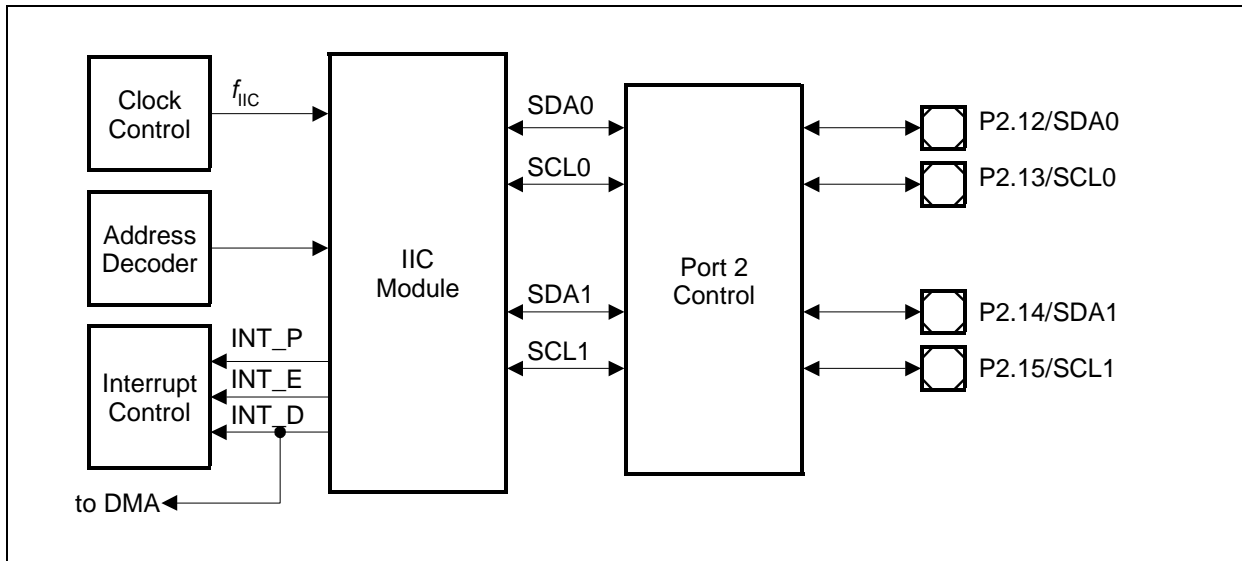 Clock
Control
f_IIC
Address
Decoder
Interrupt
Control
INT_P
INT_E
INT_D
to DMA
IIC
Module
SDA0
SCL0
SDA1
SCL1
Port 2
Control
P2.12/SDA0
P2.13/SCL0
P2.14/SDA1
P2.15/SCL1